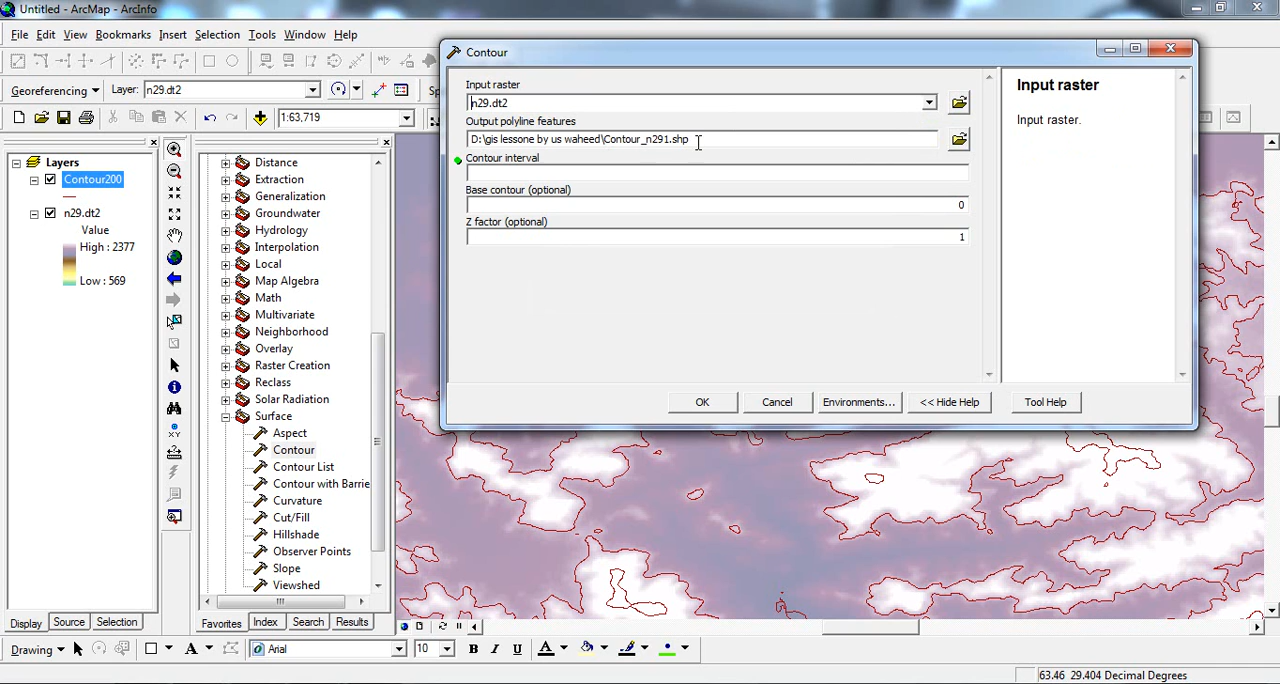 Untitled - ArcMap - ArcInfo
File Edit View Bookmarks Insert Selection Tools Window Help
Georeferencing Layer: n29.dt2
1:63,719
Layers
Contour200
n29.dt2
Value
High : 2377
Low : 569
Display Source Selection
Distance
Extraction
Generalization
Groundwater
Hydrology
Interpolation
Local
Map Algebra
Math
Multivariate
Neighborhood
Overlay
Raster Creation
Reclass
Solar Radiation
Surface
Aspect
Contour
Contour List
Contour with Barrie
Curvature
Cut/Fill
Hillshade
Observer Points
Slope
Viewshed
Favorites Index Search Results
Contour
Input raster
n29.dt2
Output polyline features
D:\gis lessone by us waheed\Contour_n291.shp
Contour interval
Base contour (optional)
0
Z factor (optional)
1
OK Cancel Environments... << Hide Help Tool Help
Input raster
Input raster.
Drawing A Arial 10 B I U A
63.46 29.404 Decimal Degrees